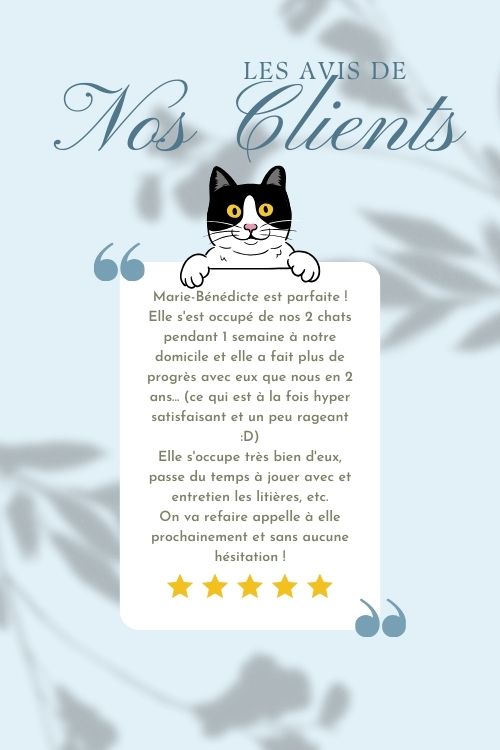 LES AVIS DE
Nos Clients
Marie-Bénédicte est parfaite !
Elle s'est occupé de nos 2 chats
pendant 1 semaine à notre
domicile et elle a fait plus de
progrès avec eux que nous en 2
ans... (ce qui est à la fois hyper
satisfaisant et un peu rageant
:D)
Elle s'occupe très bien d'eux,
passe du temps à jouer avec et
entretien les litières, etc.
On va refaire appelle à elle
prochainement et sans aucune
hésitation !